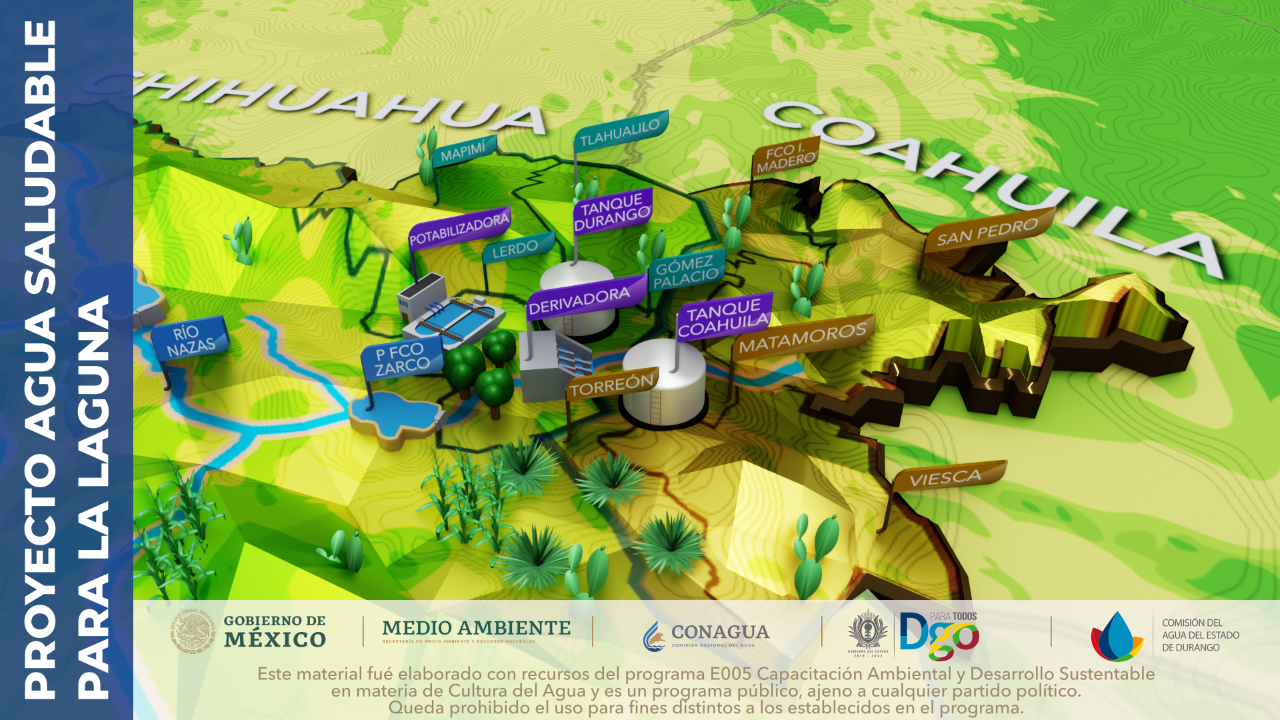 PROYECTO AGUA SALUDABLE
PARA LA LAGUNA
CHIHUAHUA
COAHUILA
MAPIMÍ
TLAHUALILO
FCO I.
MADERO
POTABILIZADORA
LERDO
TANQUE
DURANGO
GÓMEZ
PALACIO
SAN PEDRO
RÍO
NAZAS
P FCO
ZARCO
DERIVADORA
TANQUE
COAHUILA
MATAMOROS
TORREÓN
VIESCA
GOBIERNO DE
MÉXICO
MEDIO AMBIENTE
SECRETARÍA DE MEDIO AMBIENTE Y RECURSOS NATURALES
CONAGUA
COMISIÓN NACIONAL DEL AGUA
GOBIERNO DEL ESTADO
2016 - 2022
PARA TODOS
Dgo
COMISIÓN DEL
AGUA DEL ESTADO
DE DURANGO
Este material fué elaborado con recursos del programa E005 Capacitación Ambiental y Desarrollo Sustentable
en materia de Cultura del Agua y es un programa público, ajeno a cualquier partido político.
Queda prohibido el uso para fines distintos a los establecidos en el programa.